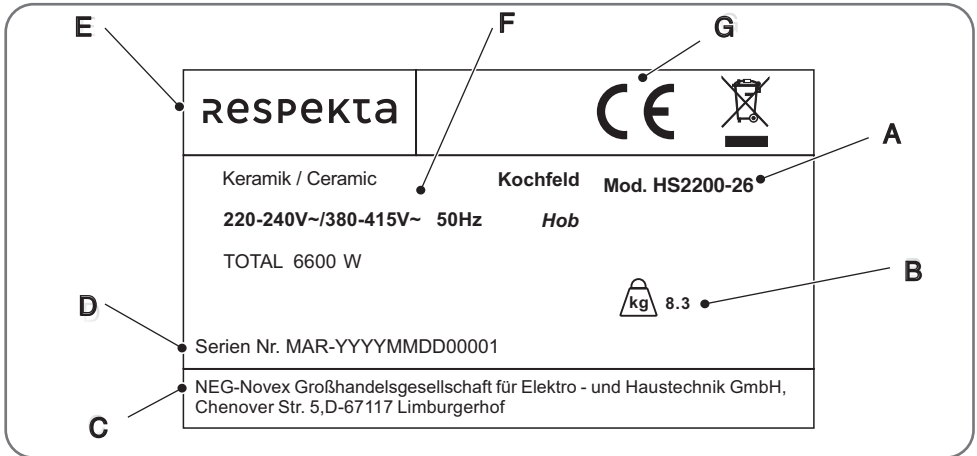 E
F
G
Respekta
CE
A
Keramik / Ceramic Kochfeld Mod. HS2200-26
220-240V~/380-415V~ 50Hz Hob
TOTAL 6600 W
B
kg 8.3
D
Serien Nr. MAR-YYYYMMDD00001
NEG-Novex Großhandelsgesellschaft für Elektro - und Haustechnik GmbH,
Chenover Str. 5,D-67117 Limburgerhof
C